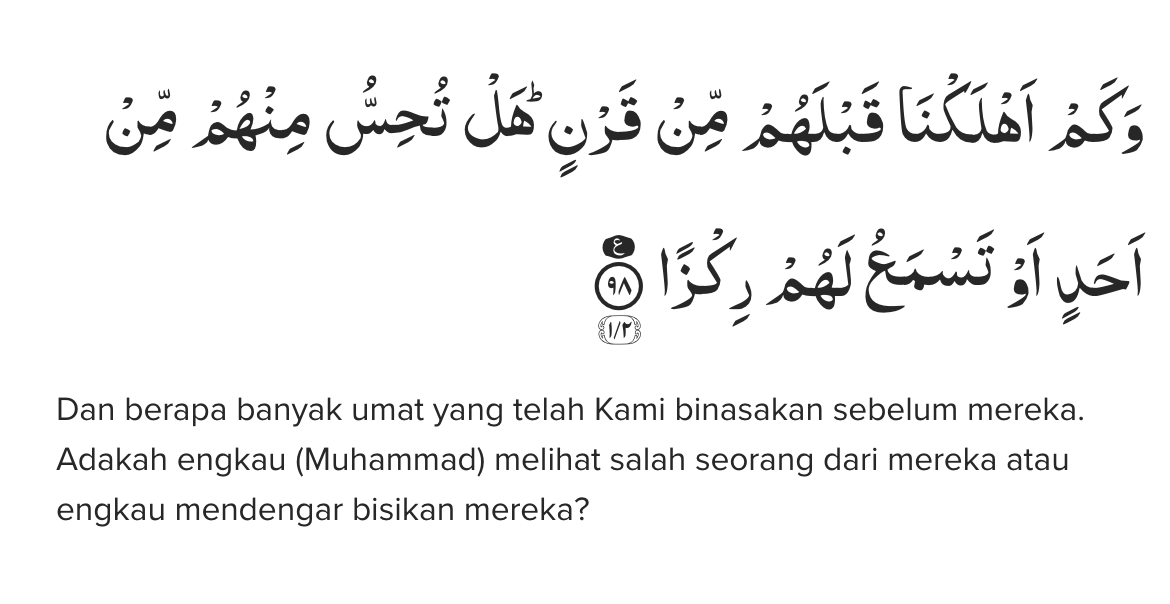 وَكَمْ اَهْلَكْنَا قَبْلَهُمْ مِّنْ قَرْنٍۗ هَلْ تُحِسُّ مِنْهُمْ مِّنْ
اَحَدٍ اَوْ تَسْمَعُ لَهُمْ رِكْزًا ࣖ ٩٨ ١/٢
Dan berapa banyak umat yang telah Kami binasakan sebelum mereka.
Adakah engkau (Muhammad) melihat salah seorang dari mereka atau
engkau mendengar bisikan mereka?